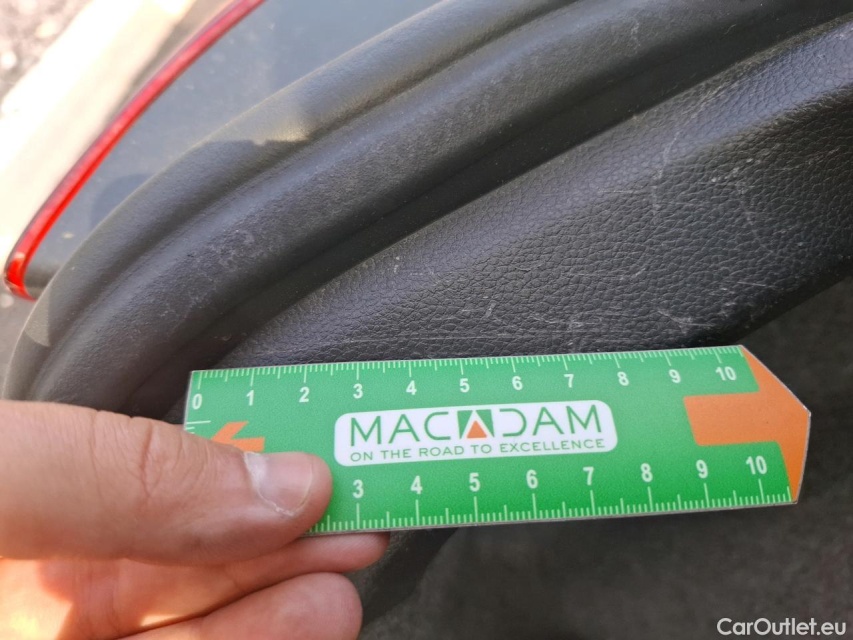 0 1 2 3 4 5 6 7 8 9 10
MACADAM
ON THE ROAD TO EXCELLENCE
3 4 5 6 7 8 9 10
CarOutlet.eu